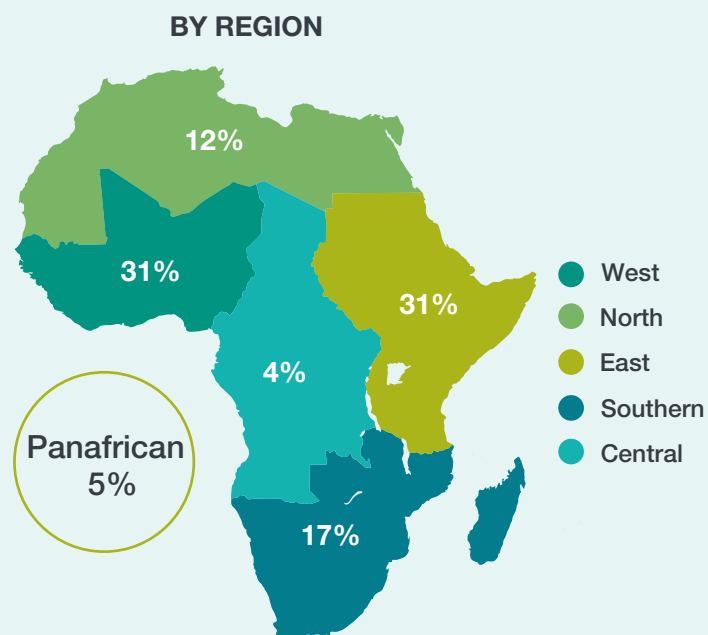 BY REGION
12%
31%
31%
4%
17%
Panafrican
5%
West
North
East
Southern
Central